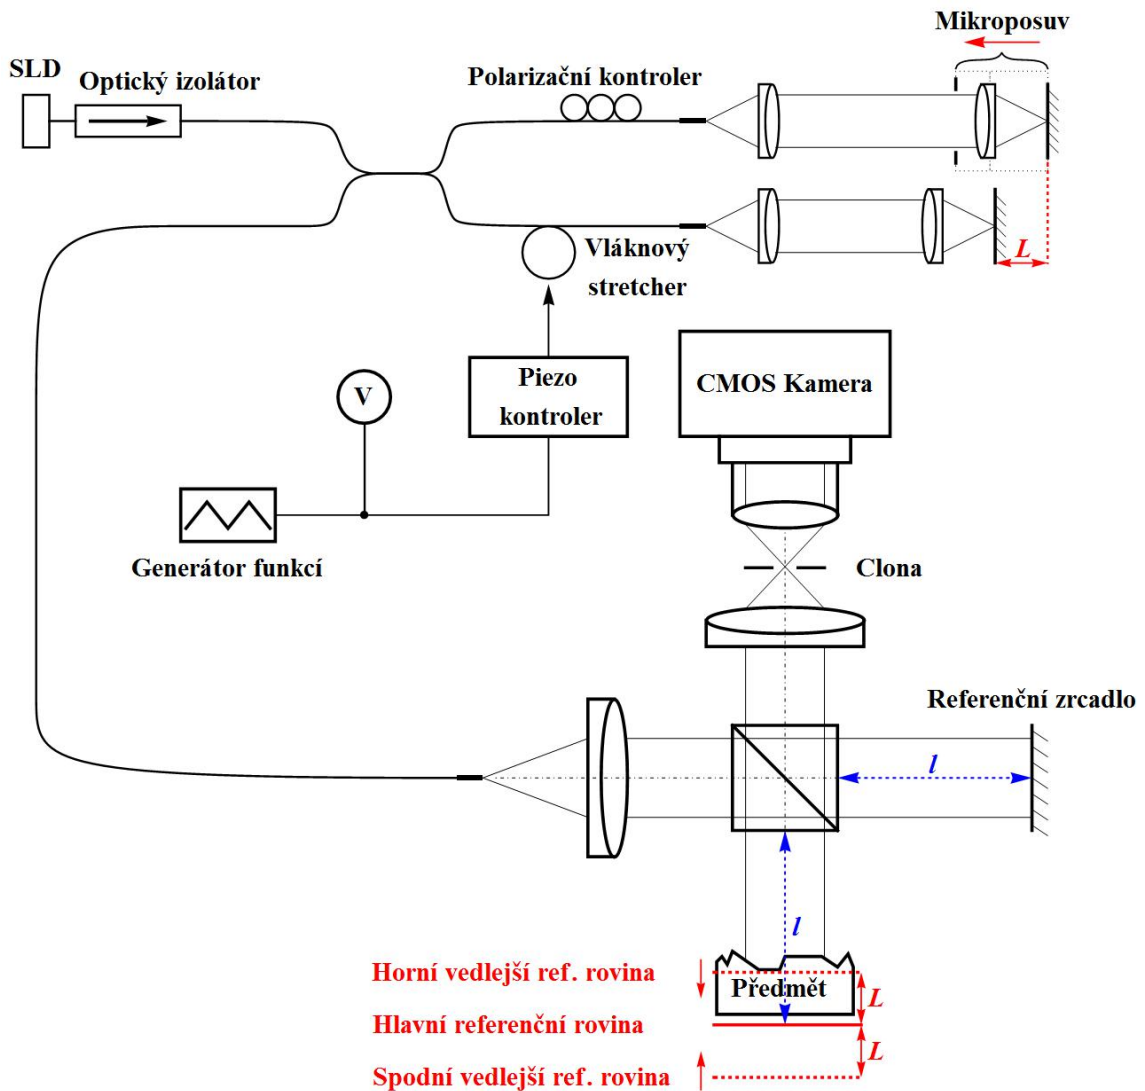 Mikroposuv
SLD
Optický izolátor
Polarizační kontroler
L
Vláknový
stretcher
CMOS Kamera
V
Piezo
kontroler
Generátor funkcí
Clona
Referenční zrcadlo
l
l
Horní vedlejší ref. rovina
Předmět
L
Hlavní referenční rovina
L
Spodní vedlejší ref. rovina